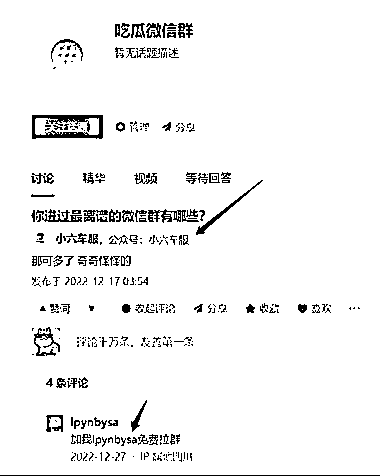 吃瓜微信群
暂无话题描述
关注话题
管理 分享
讨论 精华 视频 等待回答
你进过最离谱的微信群有哪些?
小六车服,公众号:小六车服
那可多了 奇奇怪怪的
发布于 2022-12-17 03:54
赞同 收起评论 分享 收藏 喜欢 ...
评论千万条,友善第一条
4 条评论
lpynbysa
加我lpynbysa免费拉群
2022-12-27 · IP 属地